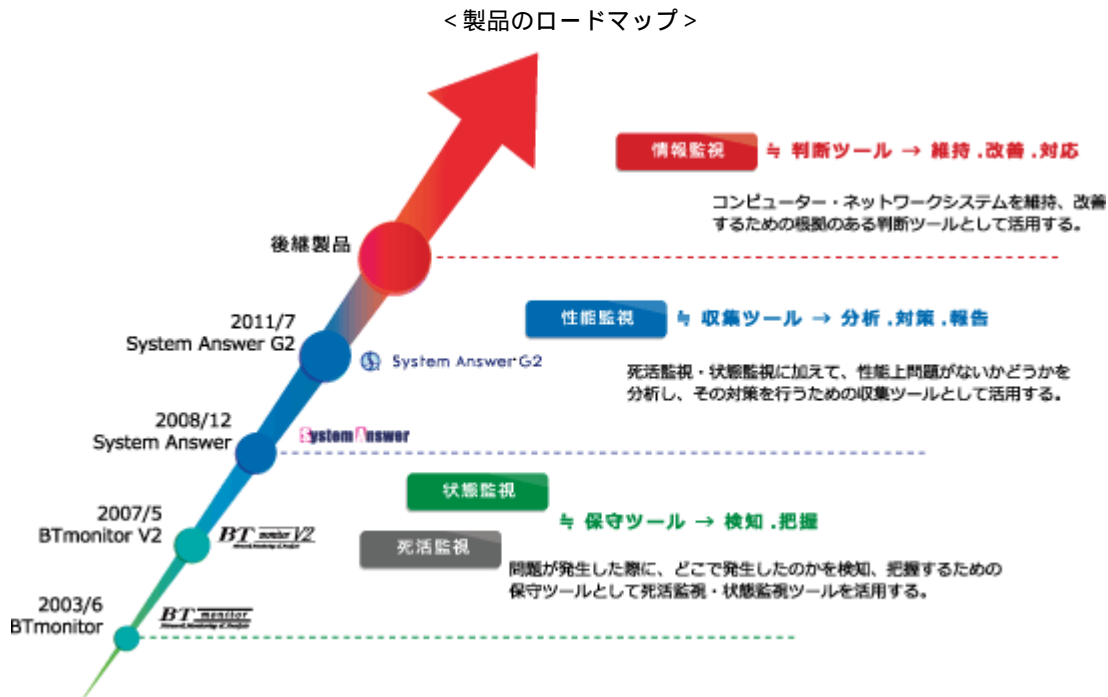 <製品のロードマップ>
情報監視 ≒ 判断ツール → 維持.改善.対応
コンピューター・ネットワークシステムを維持、改善
するための根拠のある判断ツールとして活用する。
後継製品
性能監視 ≒ 収集ツール → 分析.対策.報告
2011/7
System Answer G2
System Answer G2
死活監視・状態監視に加えて、性能上問題がないかどうかを
分析し、その対策を行うための収集ツールとして活用する。
2008/12
System Answer
System Answer
状態監視
≒ 保守ツール → 検知.把握
2007/5
BTmonitor V2
BT monitor V2
死活監視
問題が発生した際に、どこで発生したのかを検知、把握するための
保守ツールとして死活監視・状態監視ツールを活用する。
2003/6
BTmonitor
BT monitor